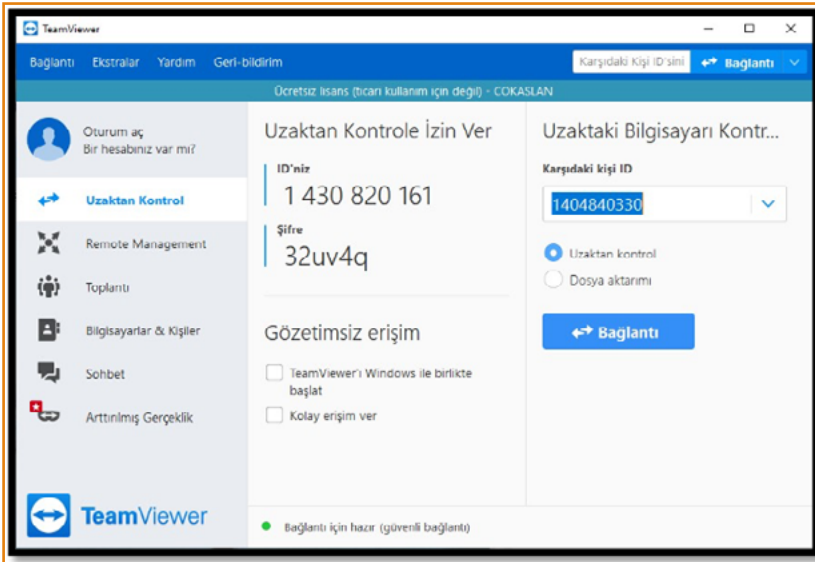 TeamViewer
Bağlantı Ekstralar Yardım Geri-bildirim
Karşıdaki Kişi ID'sini
Bağlantı
Ücretsiz lisans (ticari kullanım için değil) - COKASLAN
Oturum aç
Bir hesabınız var mı?
Uzaktan Kontrol
Remote Management
Toplantı
Bilgisayarlar & Kişiler
Sohbet
Arttırılmış Gerçeklik
TeamViewer
Uzaktan Kontrole İzin Ver
ID'niz
1 430 820 161
Şifre
32uv4q
Gözetimsiz erişim
TeamViewer'ı Windows ile birlikte
başlat
Kolay erişim ver
Uzaktaki Bilgisayarı Kontr...
Karşıdaki kişi ID
1404840330
Uzaktan kontrol
Dosya aktarımı
Bağlantı
Bağlantı için hazır (güvenli bağlantı)